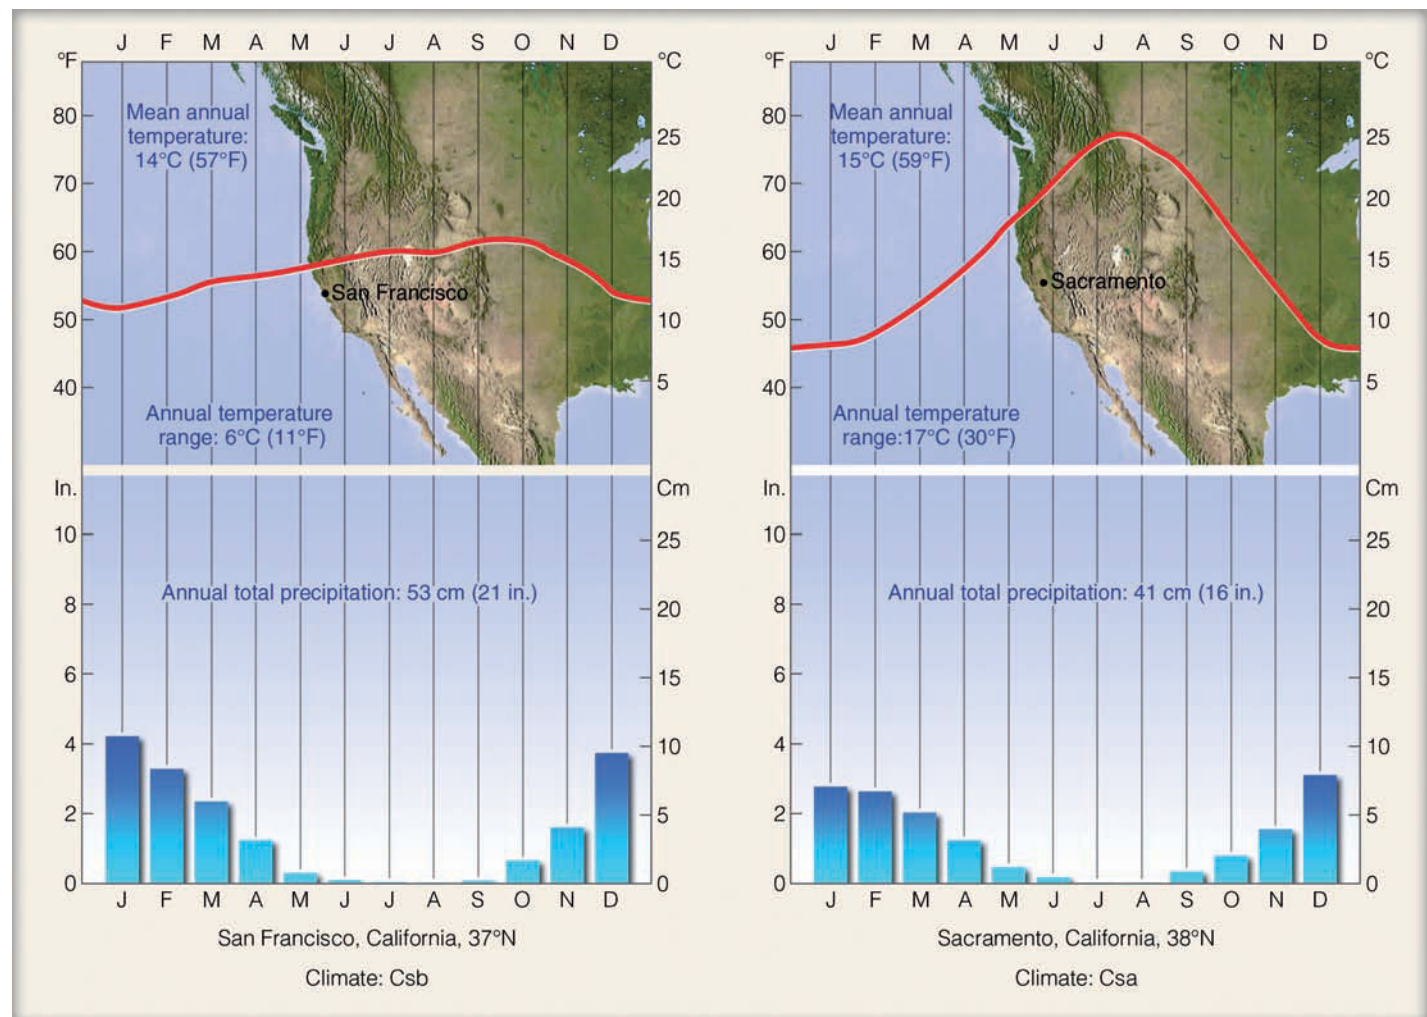 J F M A M J J A S O N D
°F
°C
80
70
60
50
40
25
20
15
10
5
Mean annual
temperature:
14°C (57°F)
San Francisco
Annual temperature
range: 6°C (11°F)
In.
Cm
10
8
6
4
2
0
25
20
15
10
5
0
Annual total precipitation: 53 cm (21 in.)
J F M A M J J A S O N D
San Francisco, California, 37°N
Climate: Csb
J F M A M J J A S O N D
°F
°C
80
70
60
50
40
25
20
15
10
5
Mean annual
temperature:
15°C (59°F)
Sacramento
Annual temperature
range:17°C (30°F)
In.
Cm
10
8
6
4
2
0
25
20
15
10
5
0
Annual total precipitation: 41 cm (16 in.)
J F M A M J J A S O N D
Sacramento, California, 38°N
Climate: Csa